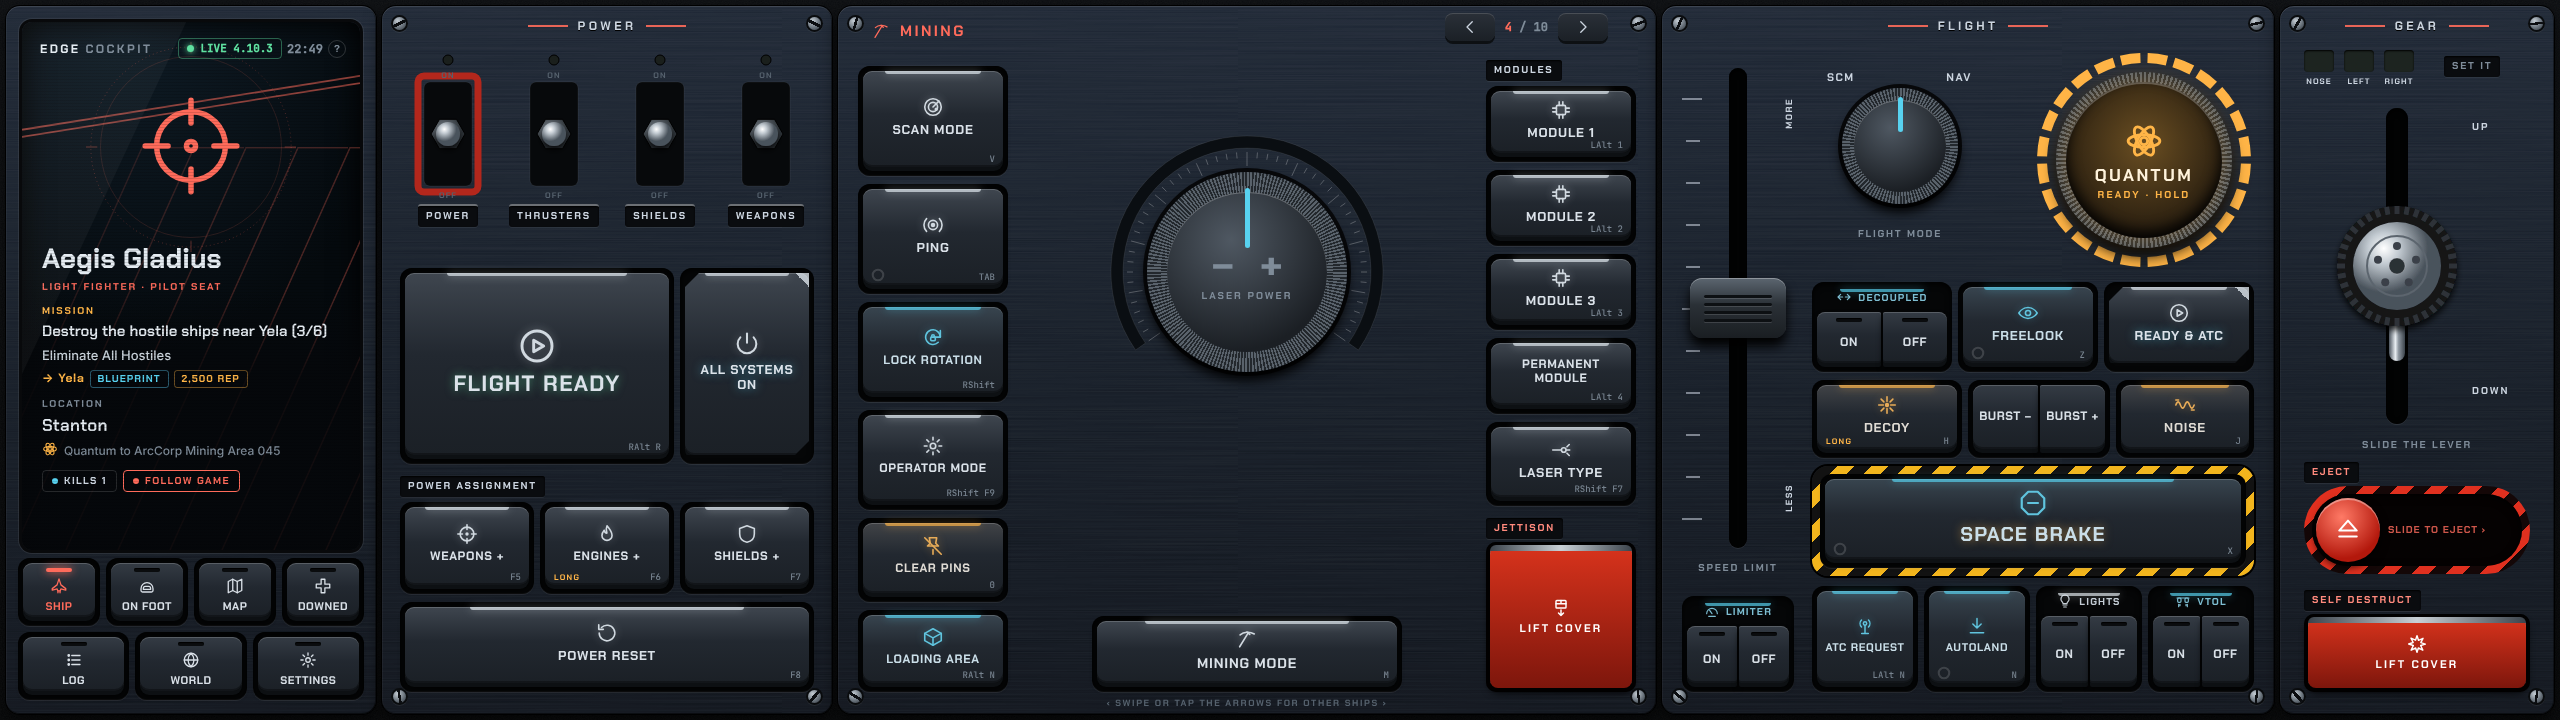 EDGE COCKPIT
LIVE 4.10.3
22:49
?
Aegis Gladius
LIGHT FIGHTER · PILOT SEAT
MISSION
Destroy the hostile ships near Yela (3/6)
Eliminate All Hostiles
→ Yela BLUEPRINT 2,500 REP
LOCATION
Stanton
Quantum to ArcCorp Mining Area 045
KILLS 1 FOLLOW GAME
SHIP
ON FOOT
MAP
DOWNED
LOG
WORLD
SETTINGS
POWER
ON ON ON ON
OFF OFF OFF OFF
POWER THRUSTERS SHIELDS WEAPONS
FLIGHT READY
RAlt R
ALL SYSTEMS
ON
POWER ASSIGNMENT
WEAPONS +
F5
ENGINES +
LONG F6
SHIELDS +
F7
POWER RESET
F8
MINING
4 / 10
SCAN MODE
V
PING
TAB
LOCK ROTATION
RShift
OPERATOR MODE
RShift F9
CLEAR PINS
0
LOADING AREA
RAlt N
− +
LASER POWER
MINING MODE
M
‹ SWIPE OR TAP THE ARROWS FOR OTHER SHIPS ›
MODULES
MODULE 1
LAlt 1
MODULE 2
LAlt 2
MODULE 3
LAlt 3
PERMANENT
MODULE
LAlt 4
LASER TYPE
RShift F7
JETTISON
LIFT COVER
FLIGHT
MORE
LESS
SPEED LIMIT
LIMITER
ON OFF
SCM NAV
FLIGHT MODE
QUANTUM
READY · HOLD
DECOUPLED
ON OFF
FREELOOK
Z
READY & ATC
DECOY
LONG H
BURST − BURST +
NOISE
J
SPACE BRAKE
X
ATC REQUEST
LAlt N
AUTOLAND
N
LIGHTS
ON OFF
VTOL
ON OFF
GEAR
NOSE LEFT RIGHT
SET IT
UP
DOWN
SLIDE THE LEVER
EJECT
SLIDE TO EJECT ›
SELF DESTRUCT
LIFT COVER